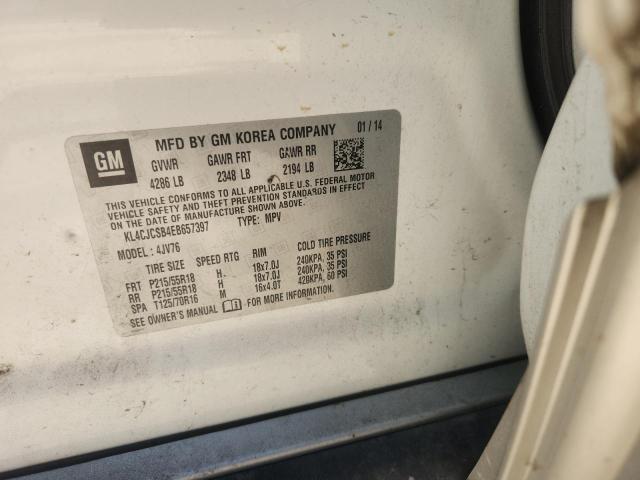 GM
MFD BY GM KOREA COMPANY 01/14
GVWR GAWR FRT GAWR RR
4286 LB 2348 LB 2194 LB
THIS VEHICLE CONFORMS TO ALL APPLICABLE U.S. FEDERAL MOTOR
VEHICLE SAFETY AND THEFT PREVENTION STANDARDS IN EFFECT
ON THE DATE OF MANUFACTURE SHOWN ABOVE.
KL4CJCSB4EB657397 TYPE: MPV
MODEL: 4JV76
TIRE SIZE SPEED RTG RIM COLD TIRE PRESSURE
FRT P215/55R18 H 18x7.0J 240KPA, 35 PSI
RR P215/55R18 H 18x7.0J 240KPA, 35 PSI
SPA T125/70R16 M 16x4.0T 420KPA, 60 PSI
SEE OWNER'S MANUAL FOR MORE INFORMATION.